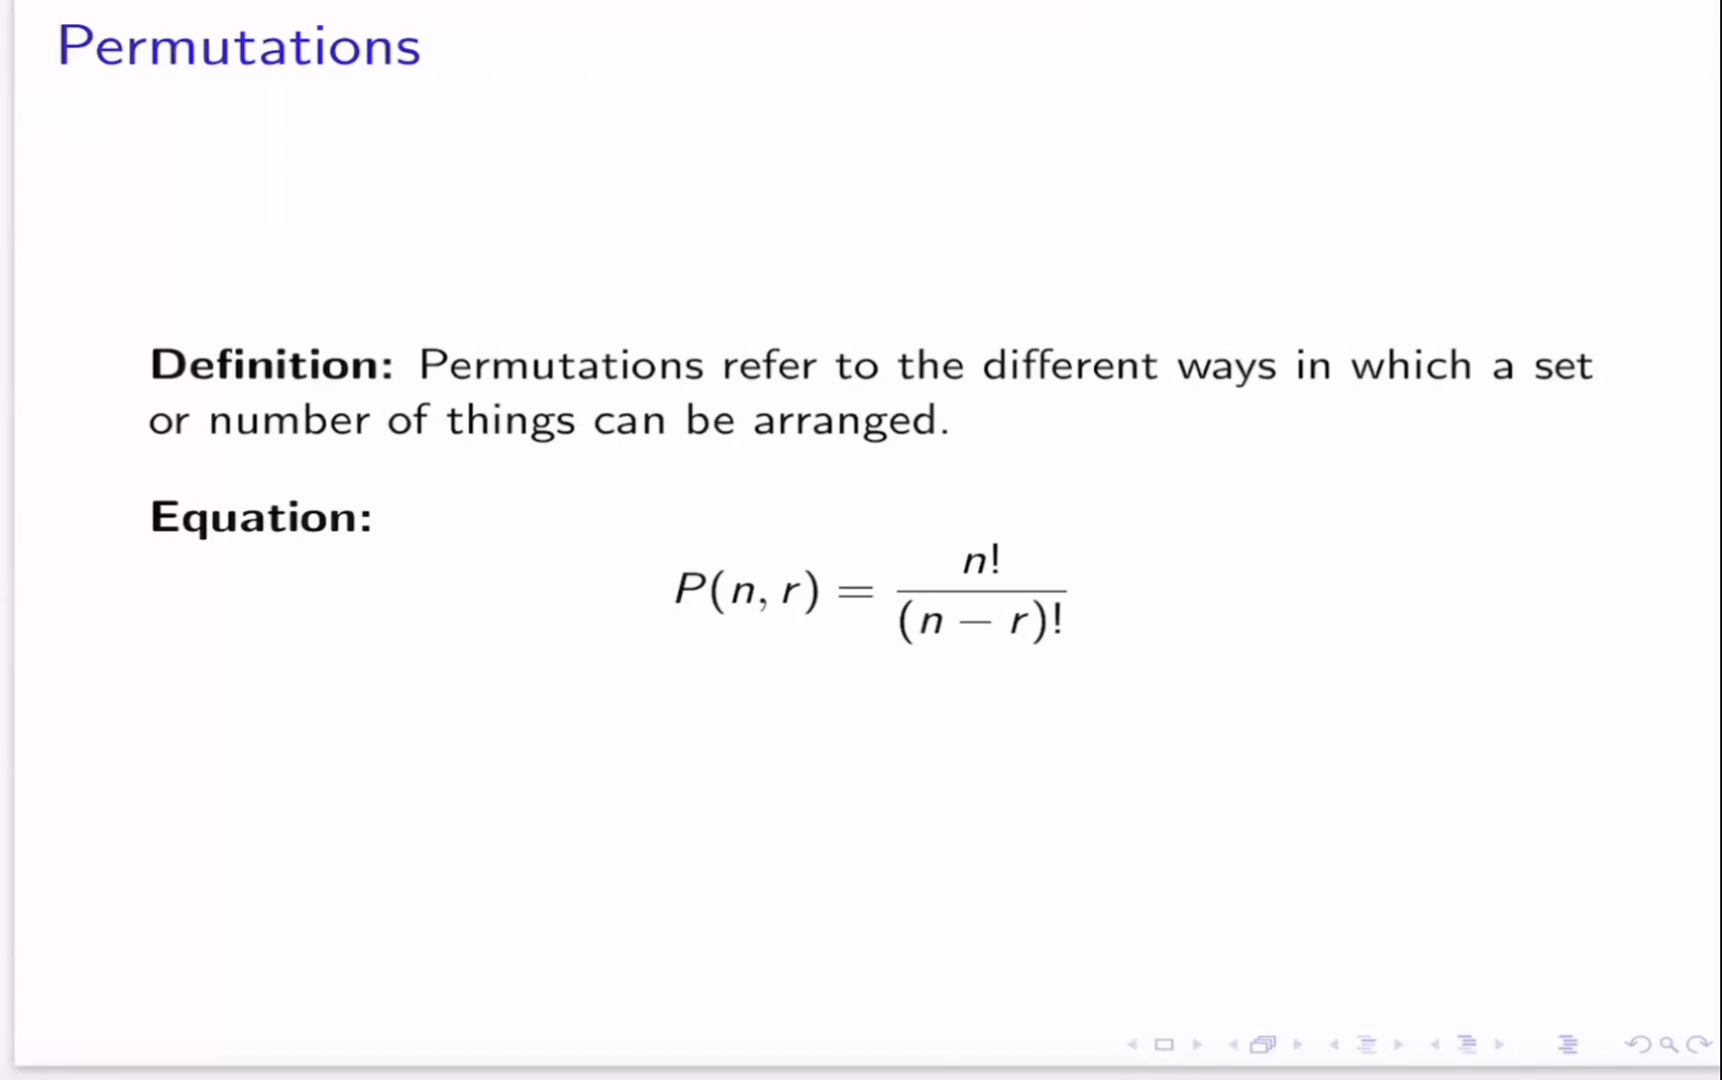 Permutations
Definition: Permutations refer to the different ways in which a set
or number of things can be arranged.
Equation:
P(n, r) = n! / (n − r)!